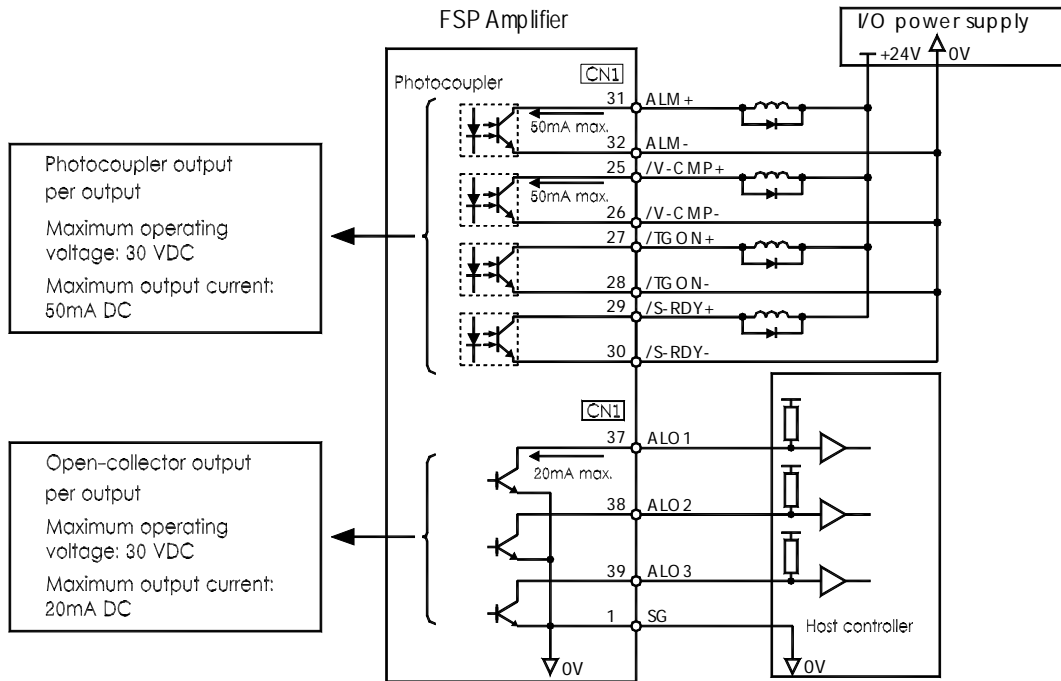 FSP Amplifier
I/O power supply
+24V
0V
Photocoupler
CN1
31
ALM+
50mA max.
32
ALM-
25
/V-CMP+
50mA max.
26
/V-CMP-
27
/TGON+
28
/TGON-
29
/S-RDY+
30
/S-RDY-
Photocoupler output
per output
Maximum operating
voltage: 30 VDC
Maximum output current:
50mA DC
CN1
37
ALO1
20mA max.
38
ALO2
39
ALO3
1
SG
0V
Host controller
0V
Open-collector output
per output
Maximum operating
voltage: 30 VDC
Maximum output current:
20mA DC